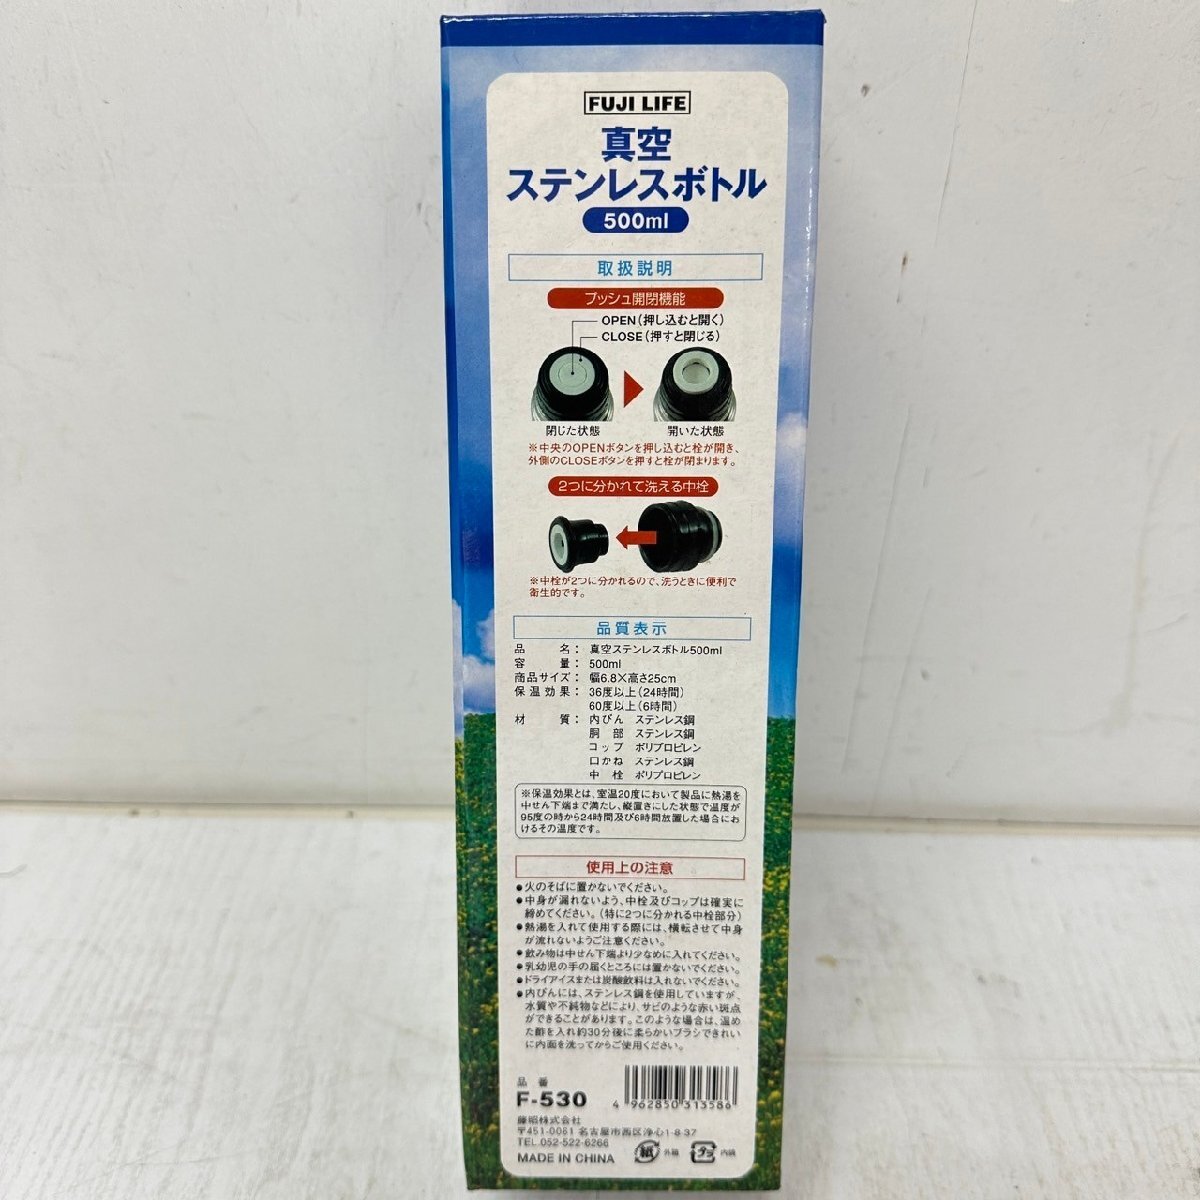 FUJI LIFE
真空
ステンレスボトル
500ml
取扱説明
プッシュ開閉機能
OPEN(押し込むと開く)
CLOSE(押すと閉じる)
閉じた状態
開いた状態
※中央のOPENボタンを押し込むと栓が開き、
外側のCLOSEボタンを押すと栓が閉まります。
2つに分かれて洗える中栓
※中栓が2つに分かれるので、洗うときに便利で
衛生的です。
品質表示
品名：真空ステンレスボトル500ml
容量：500ml
商品サイズ：幅6.8×高さ25cm
保温効果：36度以上(24時間)
60度以上(6時間)
材質：内びん ステンレス鋼
胴部 ステンレス鋼
コップ ポリプロピレン
口かね ステンレス鋼
中栓 ポリプロピレン
※保温効果とは、室温20度において製品に熱湯を
中せん下端まで満たし、縦置きにした状態で温度が
95度の時から24時間及び6時間放置した場合にお
けるその温度です。
使用上の注意
●火のそばに置かないでください。
●中身が漏れないよう、中栓及びコップは確実に
締めてください。(特に2つに分かれる中栓部分)
●熱湯を入れて使用する際には、横転させて中身
が流れないようご注意ください。
●飲み物は中せん下端より少なめに入れてください。
●乳幼児の手の届くところには置かないでください。
●ドライアイスまたは炭酸飲料は入れないでください。
●内びんには、ステンレス鋼を使用していますが、
水質や不純物などにより、サビのような赤い斑点
ができることがあります。このような場合は、温め
た酢を入れ約30分後に柔らかいブラシできれい
に内面を洗ってからご使用ください。
品番
F-530
4 962850 313586
藤昭株式会社
〒451-0061 名古屋市西区浄心1-8-37
TEL.052-522-6266
MADE IN CHINA
紙 外箱
プラ 内袋